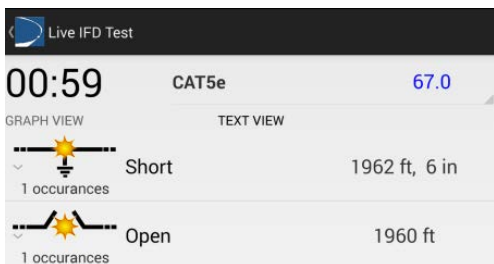 Live IFD Test
00:59 CAT5e 67.0
GRAPH VIEW TEXT VIEW
Short 1962 ft, 6 in
1 occurances
Open 1960 ft
1 occurances